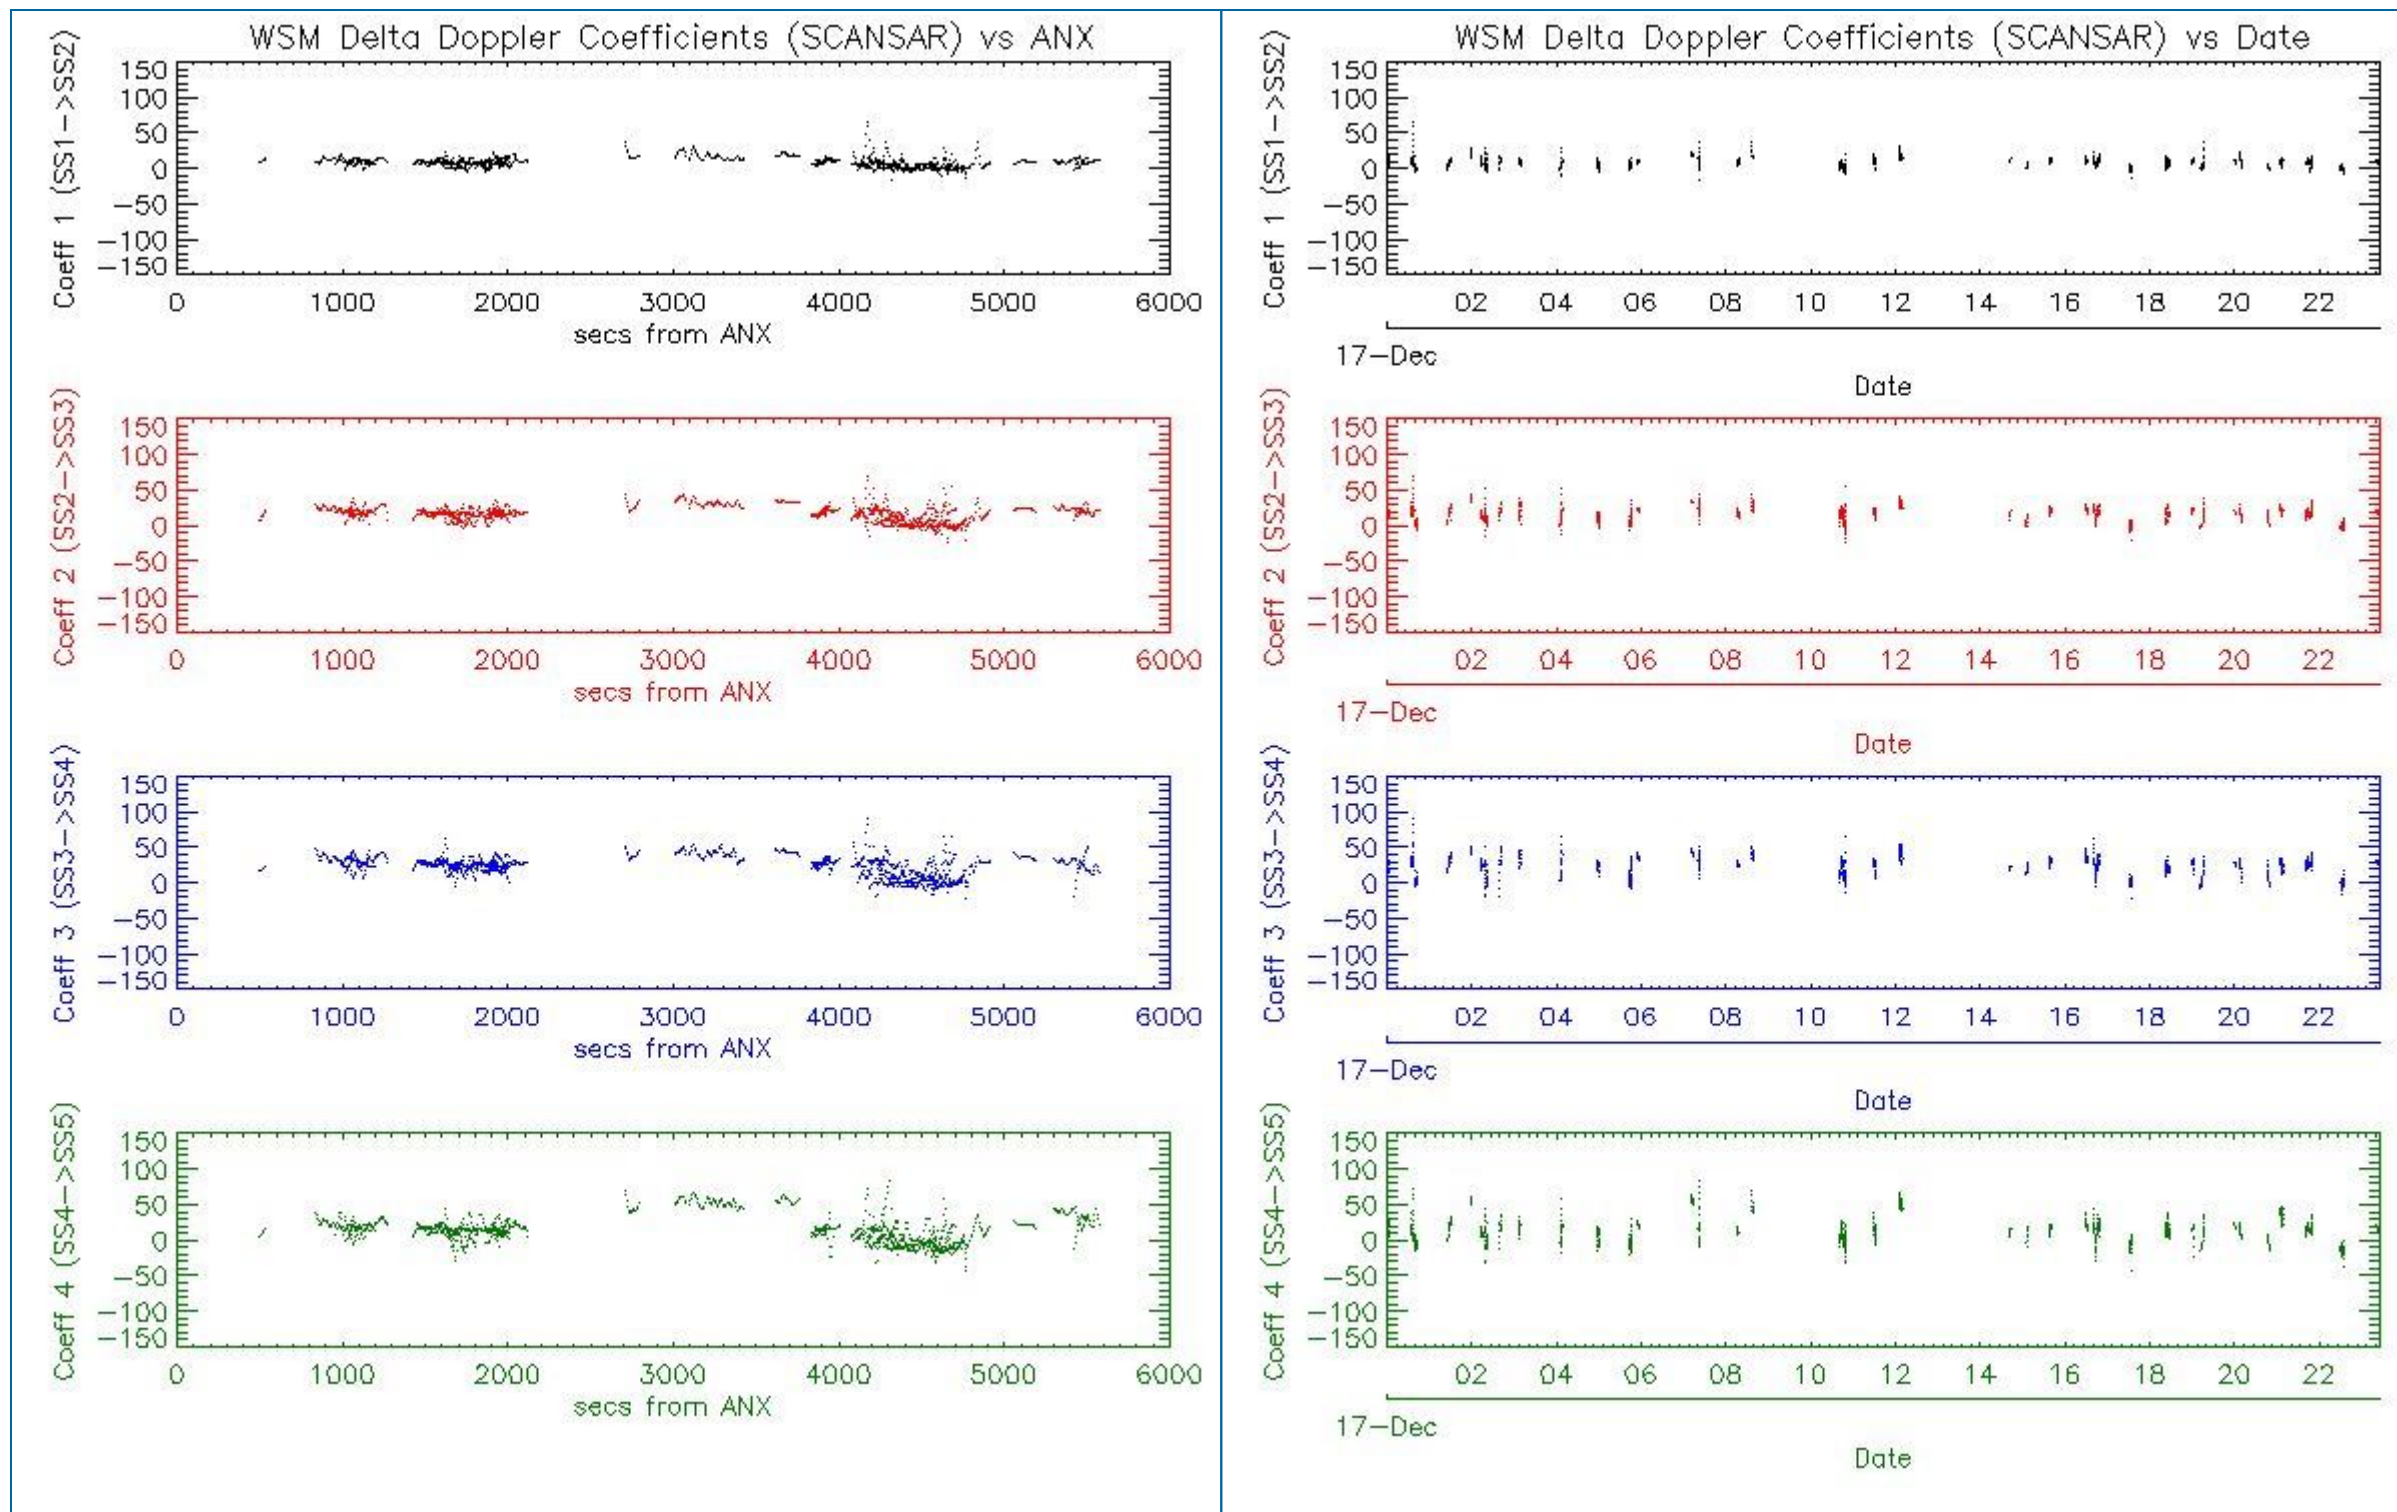 WSM Delta Doppler Coefficients (SCANSAR) vs ANX
Coeff 1 (SS1->SS2)
150
100
50
0
-50
-100
-150
0 1000 2000 3000 4000 5000 6000
secs from ANX
Coeff 2 (SS2->SS3)
150
100
50
0
-50
-100
-150
0 1000 2000 3000 4000 5000 6000
secs from ANX
Coeff 3 (SS3->SS4)
150
100
50
0
-50
-100
-150
0 1000 2000 3000 4000 5000 6000
secs from ANX
Coeff 4 (SS4->SS5)
150
100
50
0
-50
-100
-150
0 1000 2000 3000 4000 5000 6000
secs from ANX
WSM Delta Doppler Coefficients (SCANSAR) vs Date
Coeff 1 (SS1->SS2)
150
100
50
0
-50
-100
-150
02 04 06 08 10 12 14 16 18 20 22
17-Dec
Date
Coeff 2 (SS2->SS3)
150
100
50
0
-50
-100
-150
02 04 06 08 10 12 14 16 18 20 22
17-Dec
Date
Coeff 3 (SS3->SS4)
150
100
50
0
-50
-100
-150
02 04 06 08 10 12 14 16 18 20 22
17-Dec
Date
Coeff 4 (SS4->SS5)
150
100
50
0
-50
-100
-150
02 04 06 08 10 12 14 16 18 20 22
17-Dec
Date